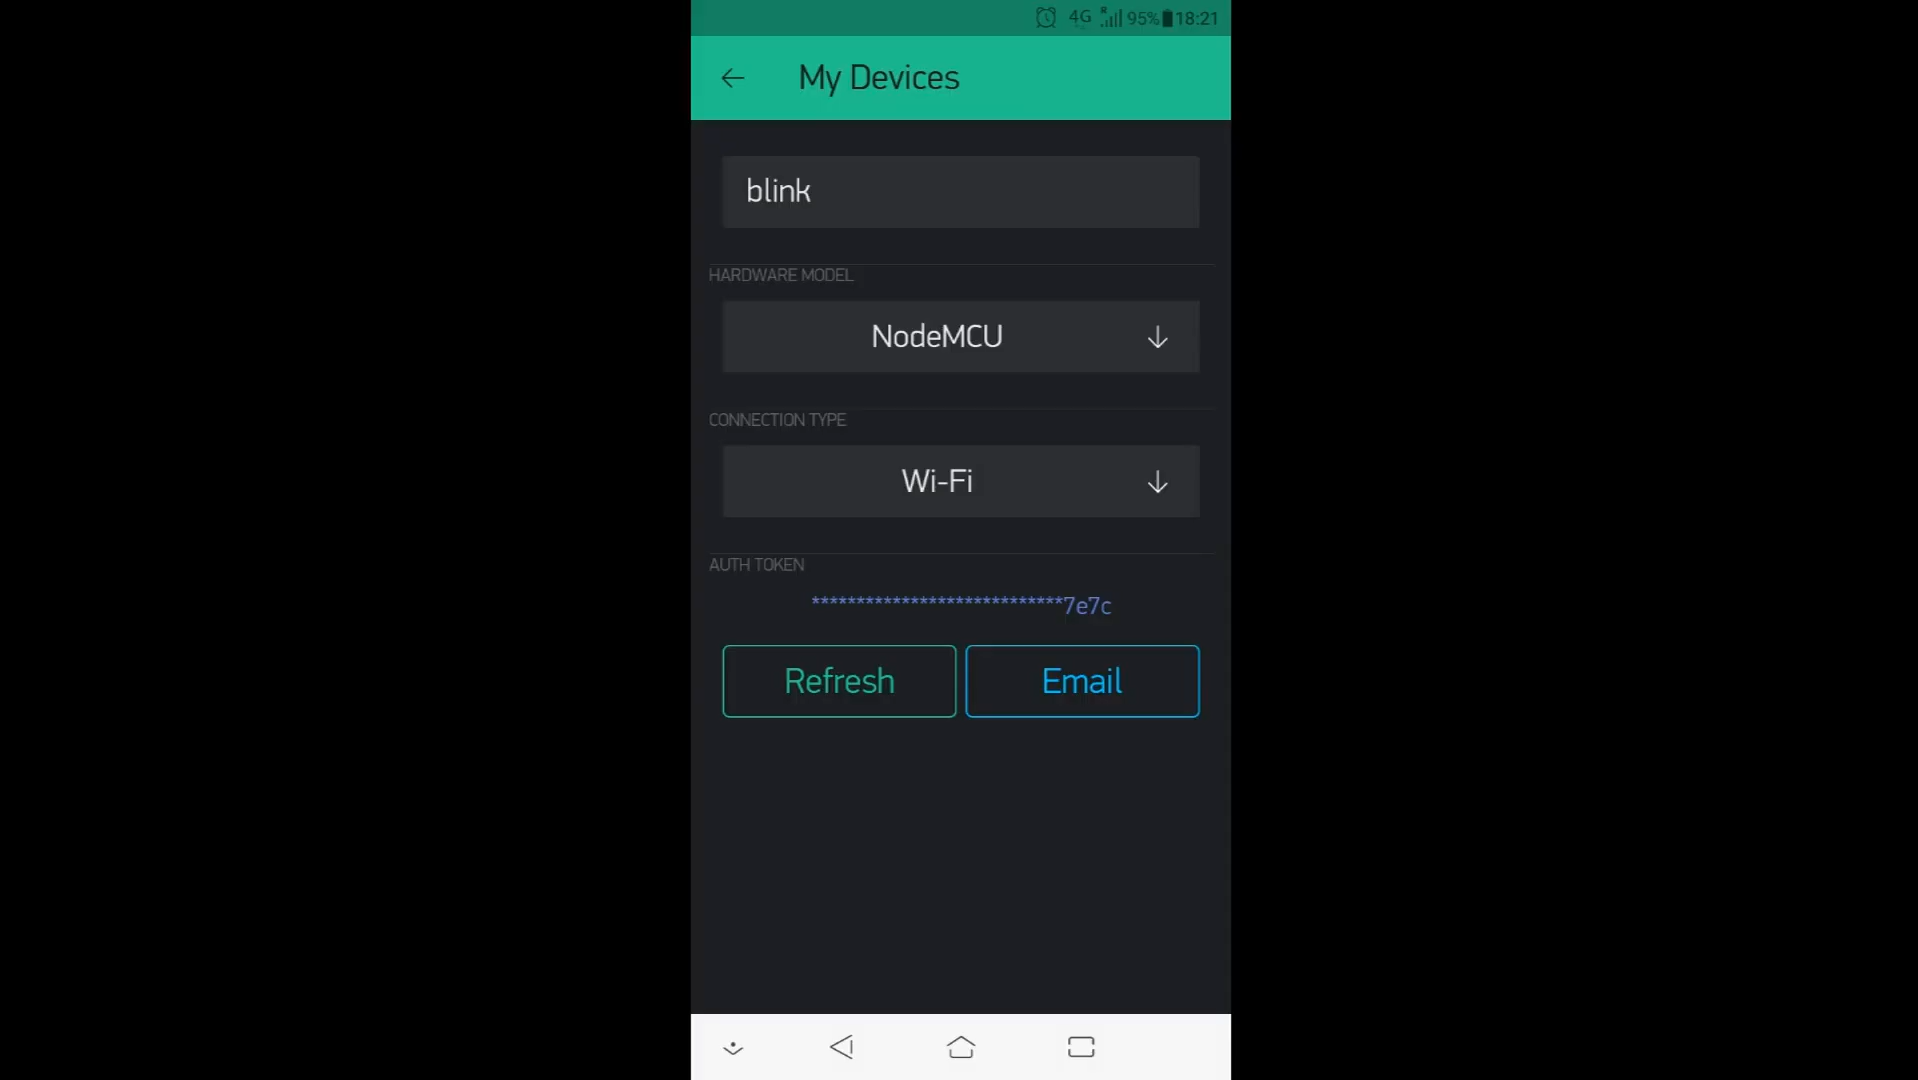 4G R 95% 18:21
My Devices
blink
HARDWARE MODEL
NodeMCU
CONNECTION TYPE
Wi-Fi
AUTH TOKEN
****************************7e7c
Refresh Email